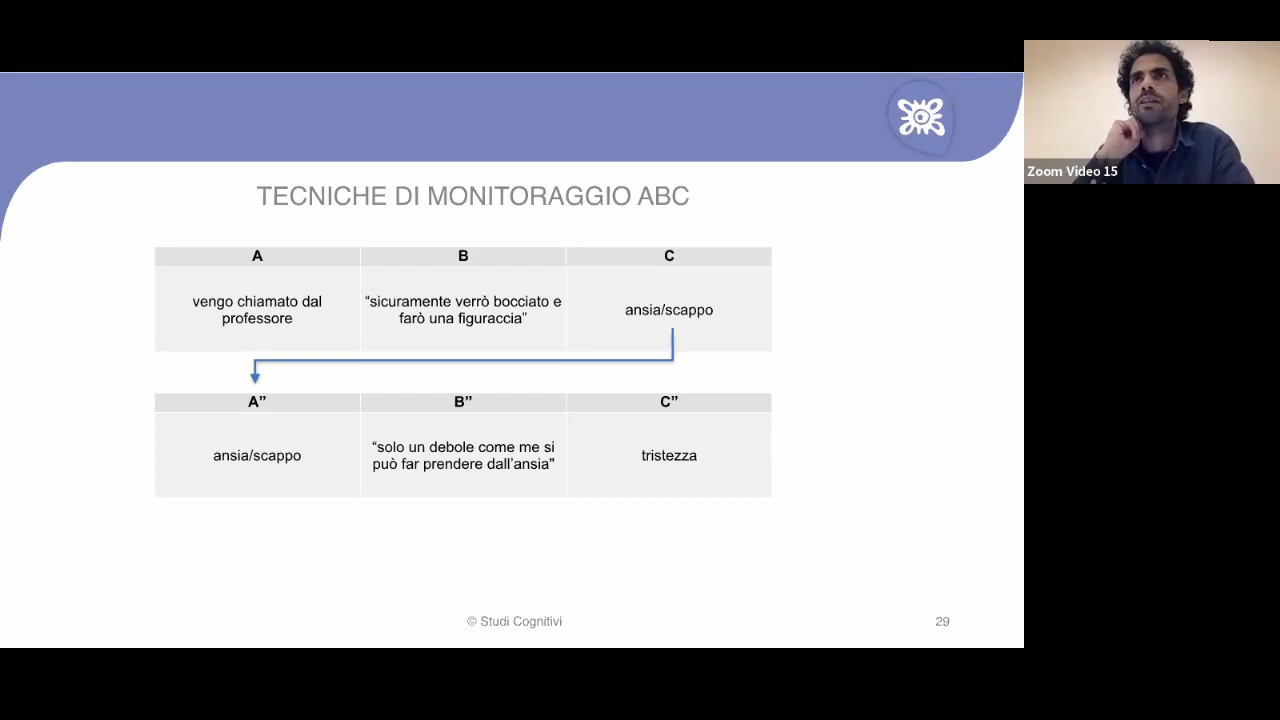 Zoom Video 15
TECNICHE DI MONITORAGGIO ABC
A B C
vengo chiamato dal
professore
“sicuramente verrò bocciato e
farò una figuraccia”
ansia/scappo
A” B” C”
ansia/scappo
“solo un debole come me si
può far prendere dall’ansia"
tristezza
© Studi Cognitivi
29